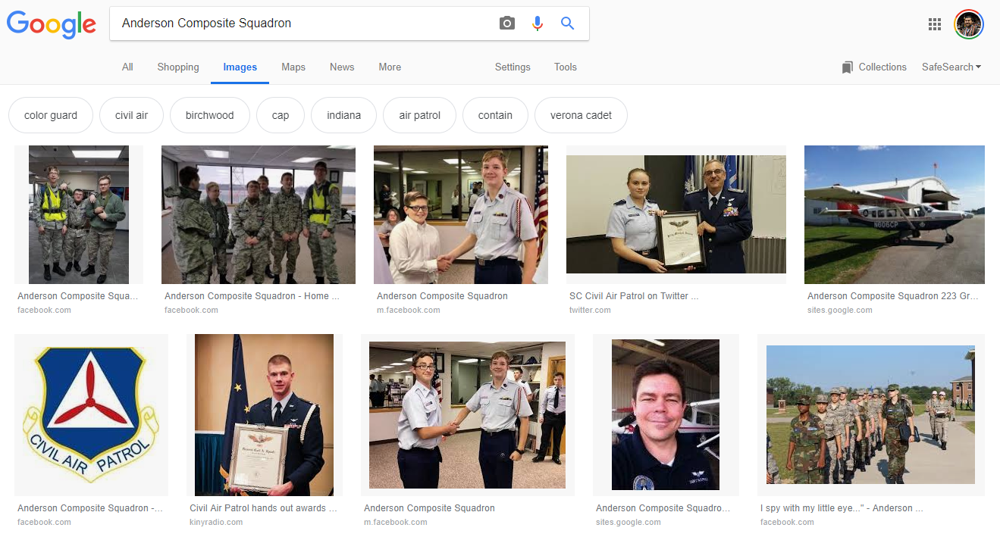 Google
Anderson Composite Squadron
All Shopping Images Maps News More Settings Tools
Collections SafeSearch
color guard civil air birchwood cap indiana air patrol contain verona cadet
N606CP
Anderson Composite Squa...
facebook.com
Anderson Composite Squadron - Home ...
facebook.com
Anderson Composite Squadron
m.facebook.com
SC Civil Air Patrol on Twitter ...
twitter.com
Anderson Composite Squadron 223 Gr...
sites.google.com
CIVIL AIR PATROL
Anderson Composite Squadron -...
facebook.com
Civil Air Patrol hands out awards ...
kinyradio.com
Anderson Composite Squadron
m.facebook.com
Anderson Composite Squadro...
sites.google.com
I spy with my little eye..." - Anderson ...
facebook.com